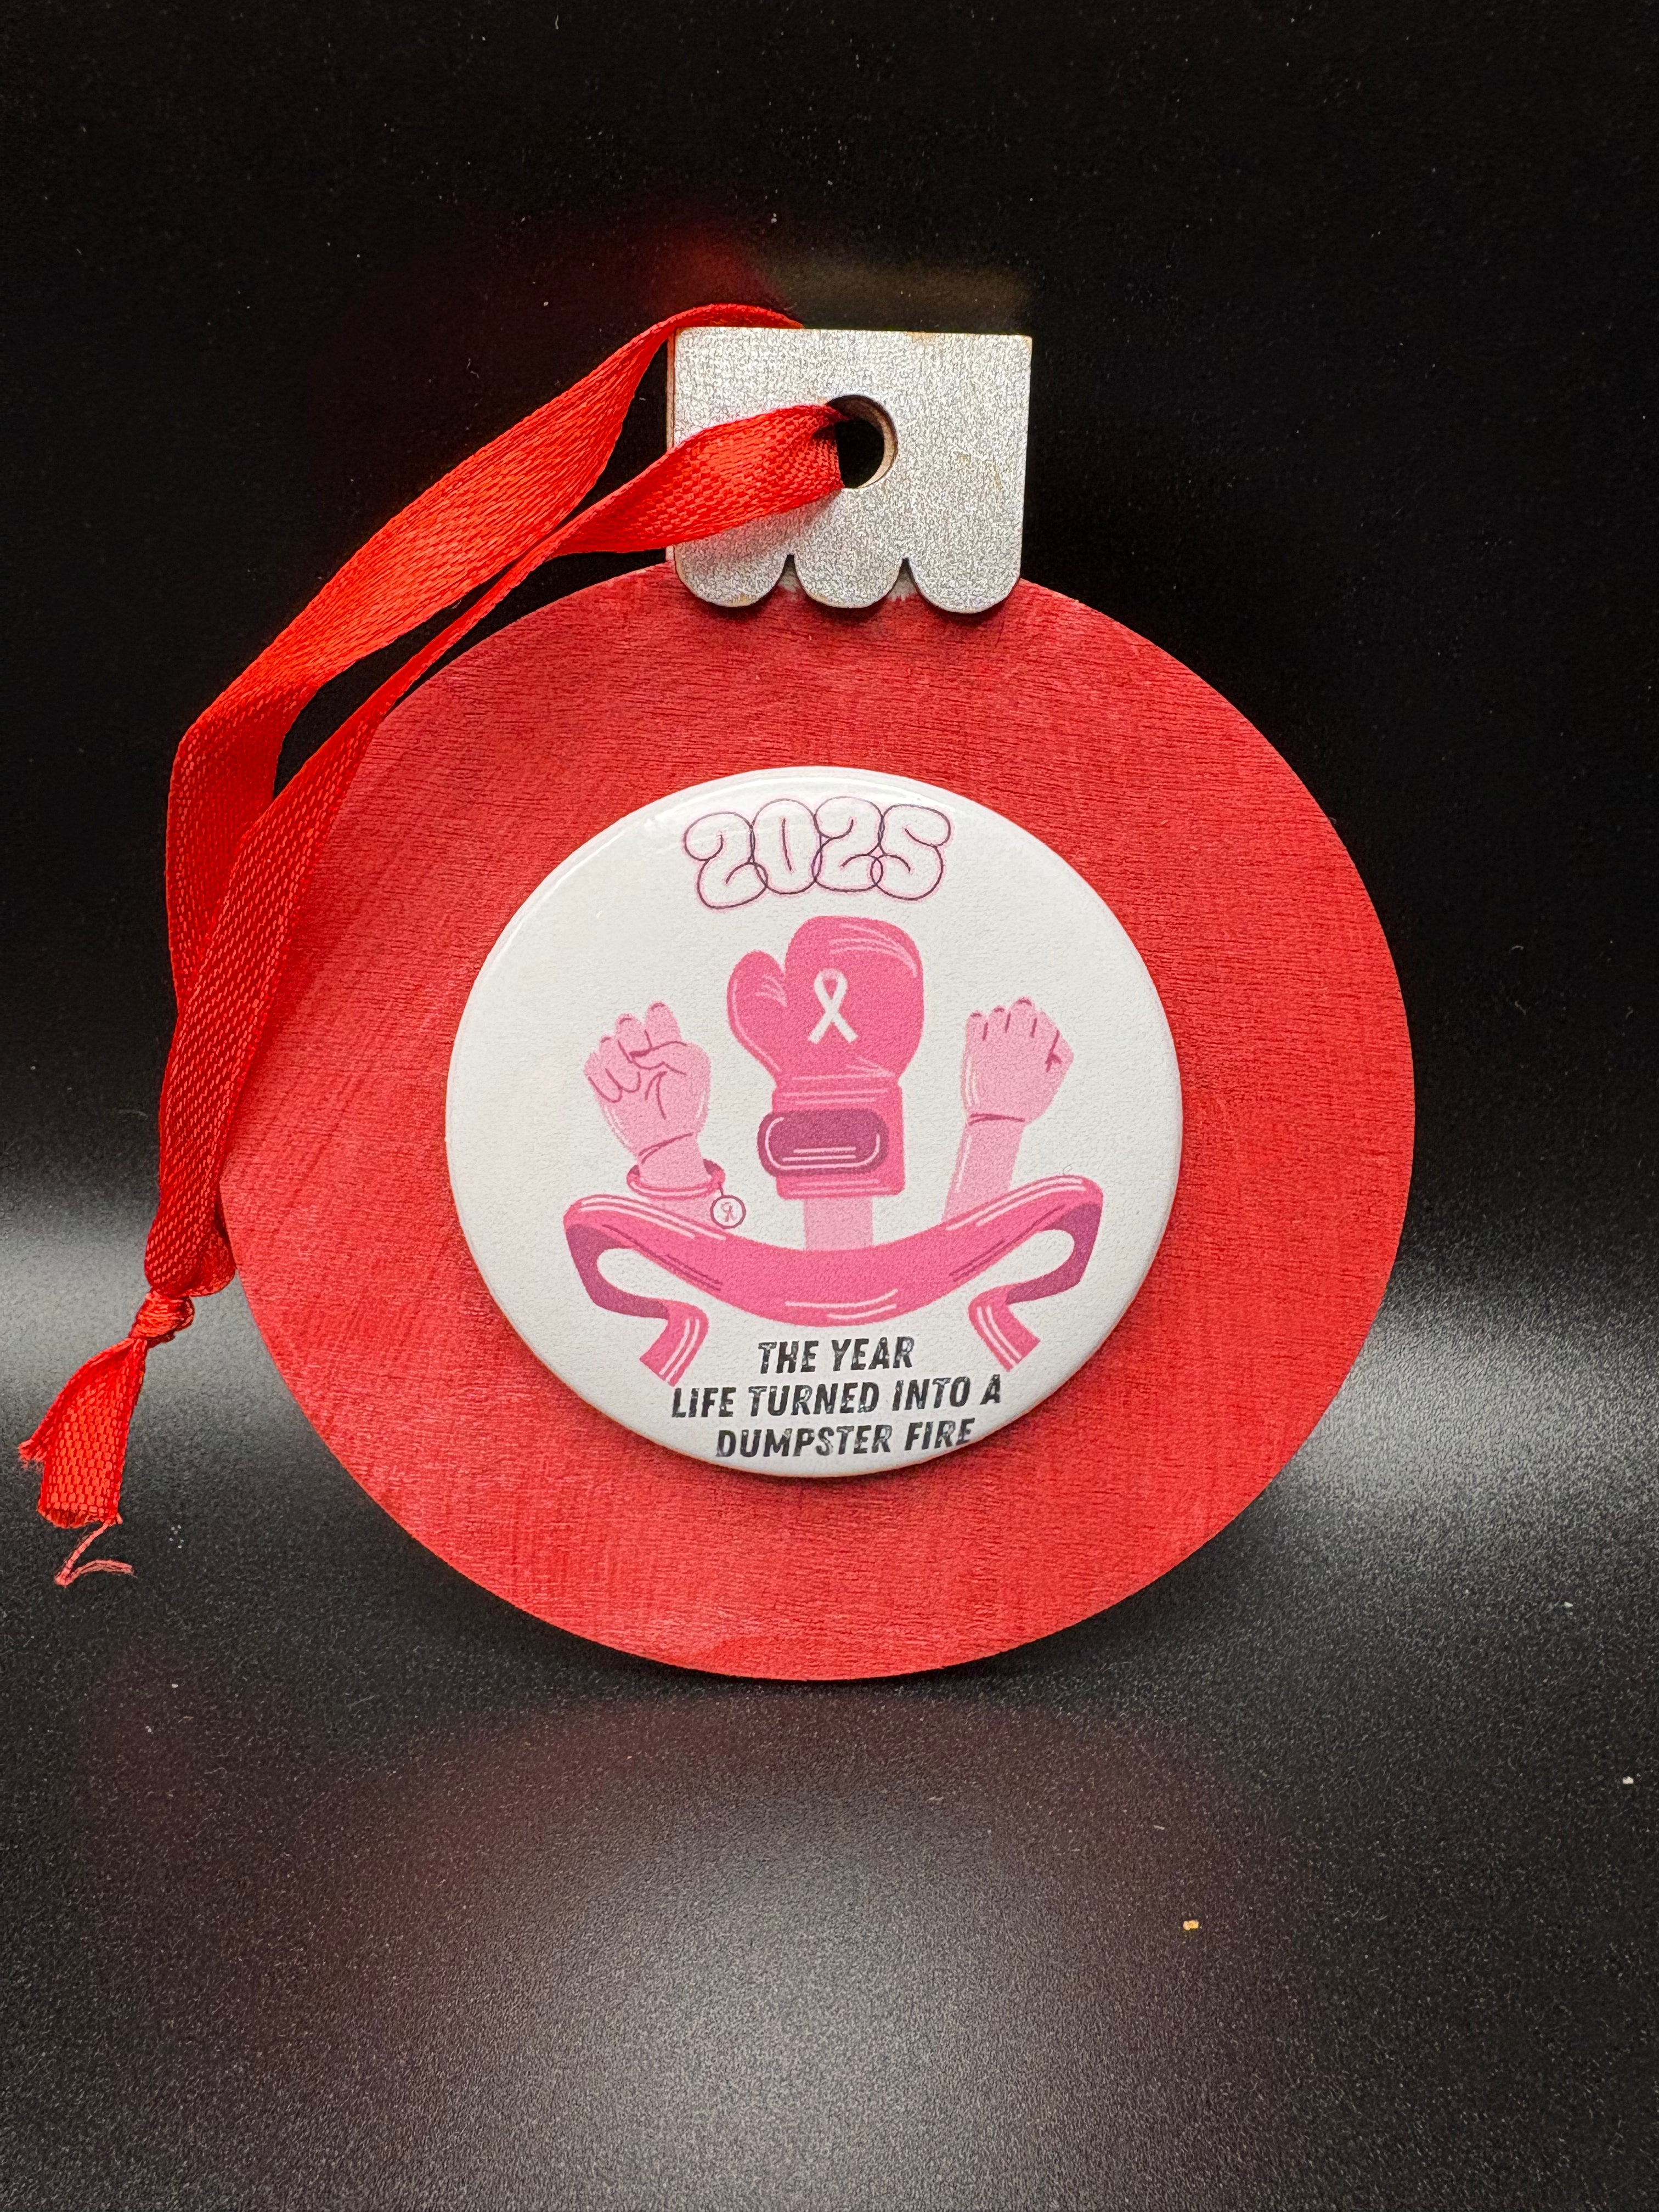 2025
THE YEAR
LIFE TURNED INTO A
DUMPSTER FIRE